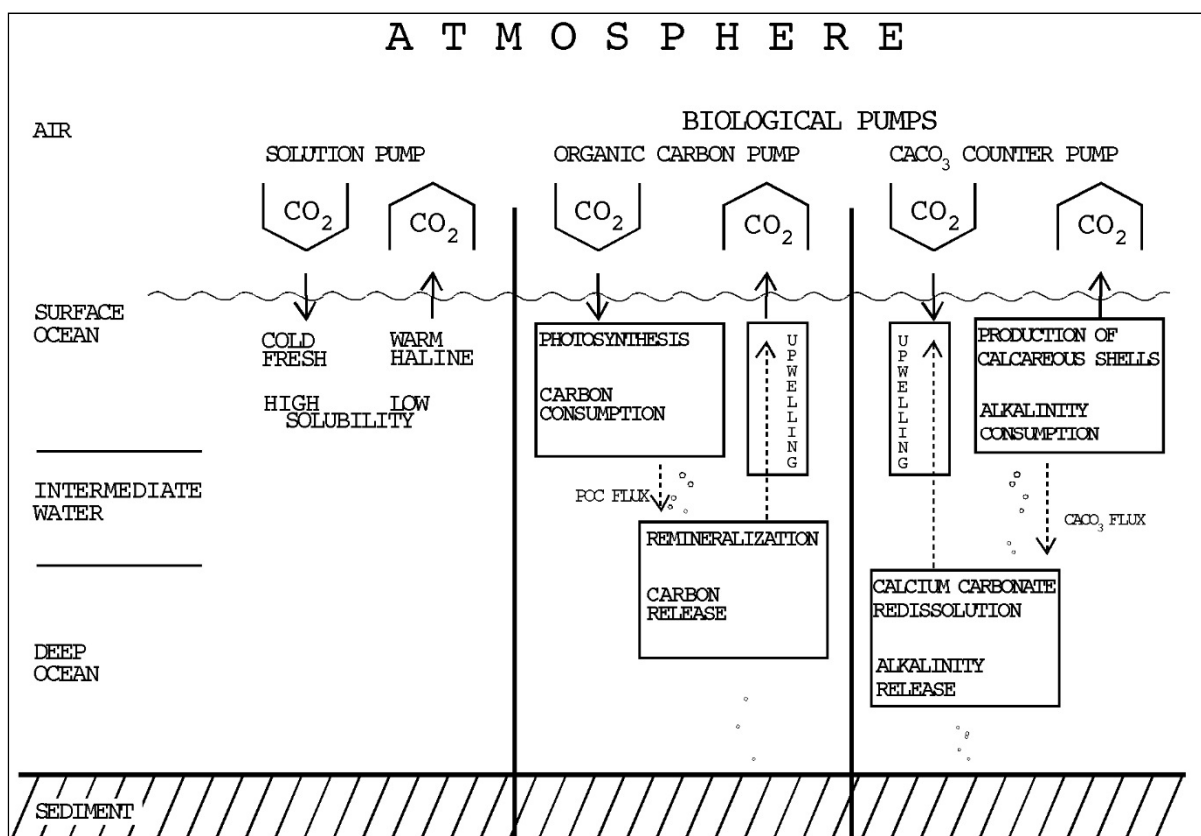 A T M O S P H E R E
AIR
BIOLOGICAL PUMPS
SOLUTION PUMP
ORGANIC CARBON PUMP
CACO₃ COUNTER PUMP
CO₂
CO₂
CO₂
CO₂
CO₂
CO₂
SURFACE
OCEAN
COLD
FRESH
WARM
HALINE
HIGH LOW
SOLUBILITY
PHOTOSYNTHESIS
CARBON
CONSUMPTION
UPWELLING
UPWELLING
PRODUCTION OF
CALCAREOUS SHELLS
ALKALINITY
CONSUMPTION
INTERMEDIATE
WATER
POC FLUX
CACO₃ FLUX
REMINERALIZATION
CARBON
RELEASE
CALCIUM CARBONATE
REDISSOLUTION
ALKALINITY
RELEASE
DEEP
OCEAN
SEDIMENT